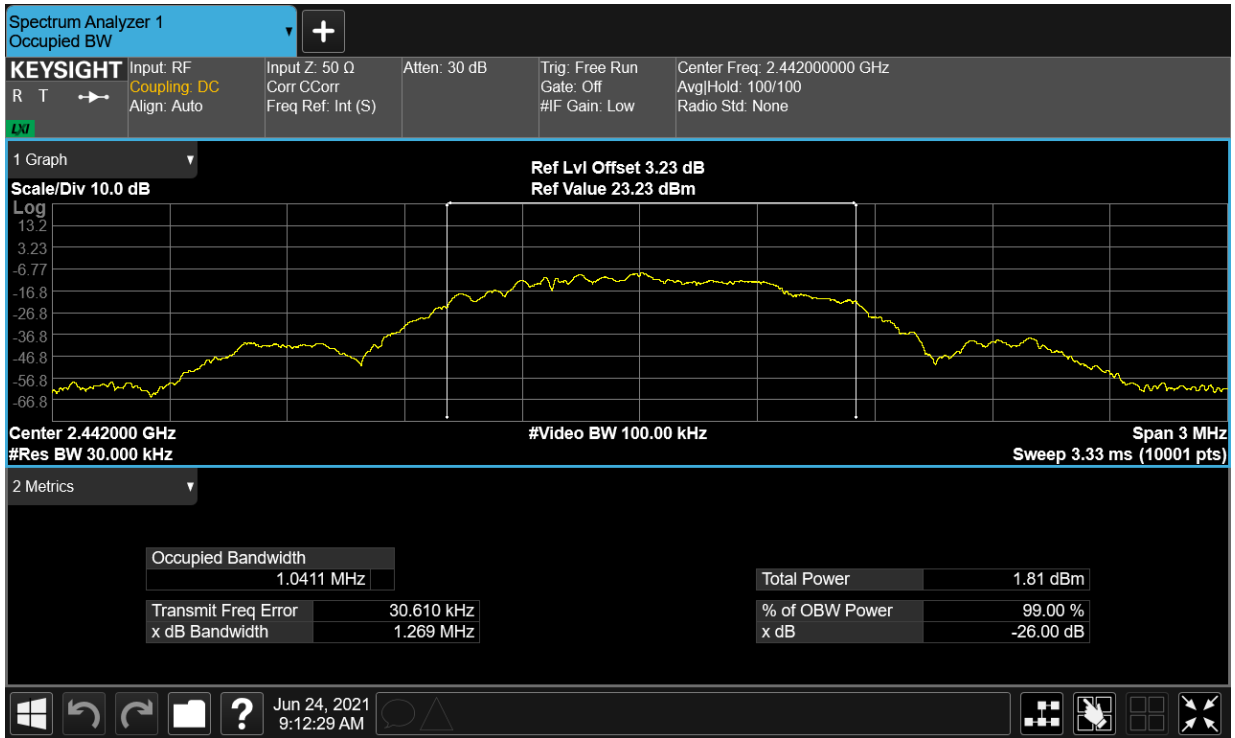 Spectrum Analyzer 1
Occupied BW
KEYSIGHT
R T
LXI
Input: RF
Coupling: DC
Align: Auto
Input Z: 50 Ω
Corr CCorr
Freq Ref: Int (S)
Atten: 30 dB
Trig: Free Run
Gate: Off
#IF Gain: Low
Center Freq: 2.442000000 GHz
Avg|Hold: 100/100
Radio Std: None
1 Graph
Ref Lvl Offset 3.23 dB
Scale/Div 10.0 dB
Ref Value 23.23 dBm
Log
13.2
3.23
-6.77
-16.8
-26.8
-36.8
-46.8
-56.8
-66.8
Center 2.442000 GHz
#Video BW 100.00 kHz
Span 3 MHz
#Res BW 30.000 kHz
Sweep 3.33 ms (10001 pts)
2 Metrics
Occupied Bandwidth
1.0411 MHz
Total Power 1.81 dBm
Transmit Freq Error 30.610 kHz
% of OBW Power 99.00 %
x dB Bandwidth 1.269 MHz
x dB -26.00 dB
?
Jun 24, 2021
9:12:29 AM